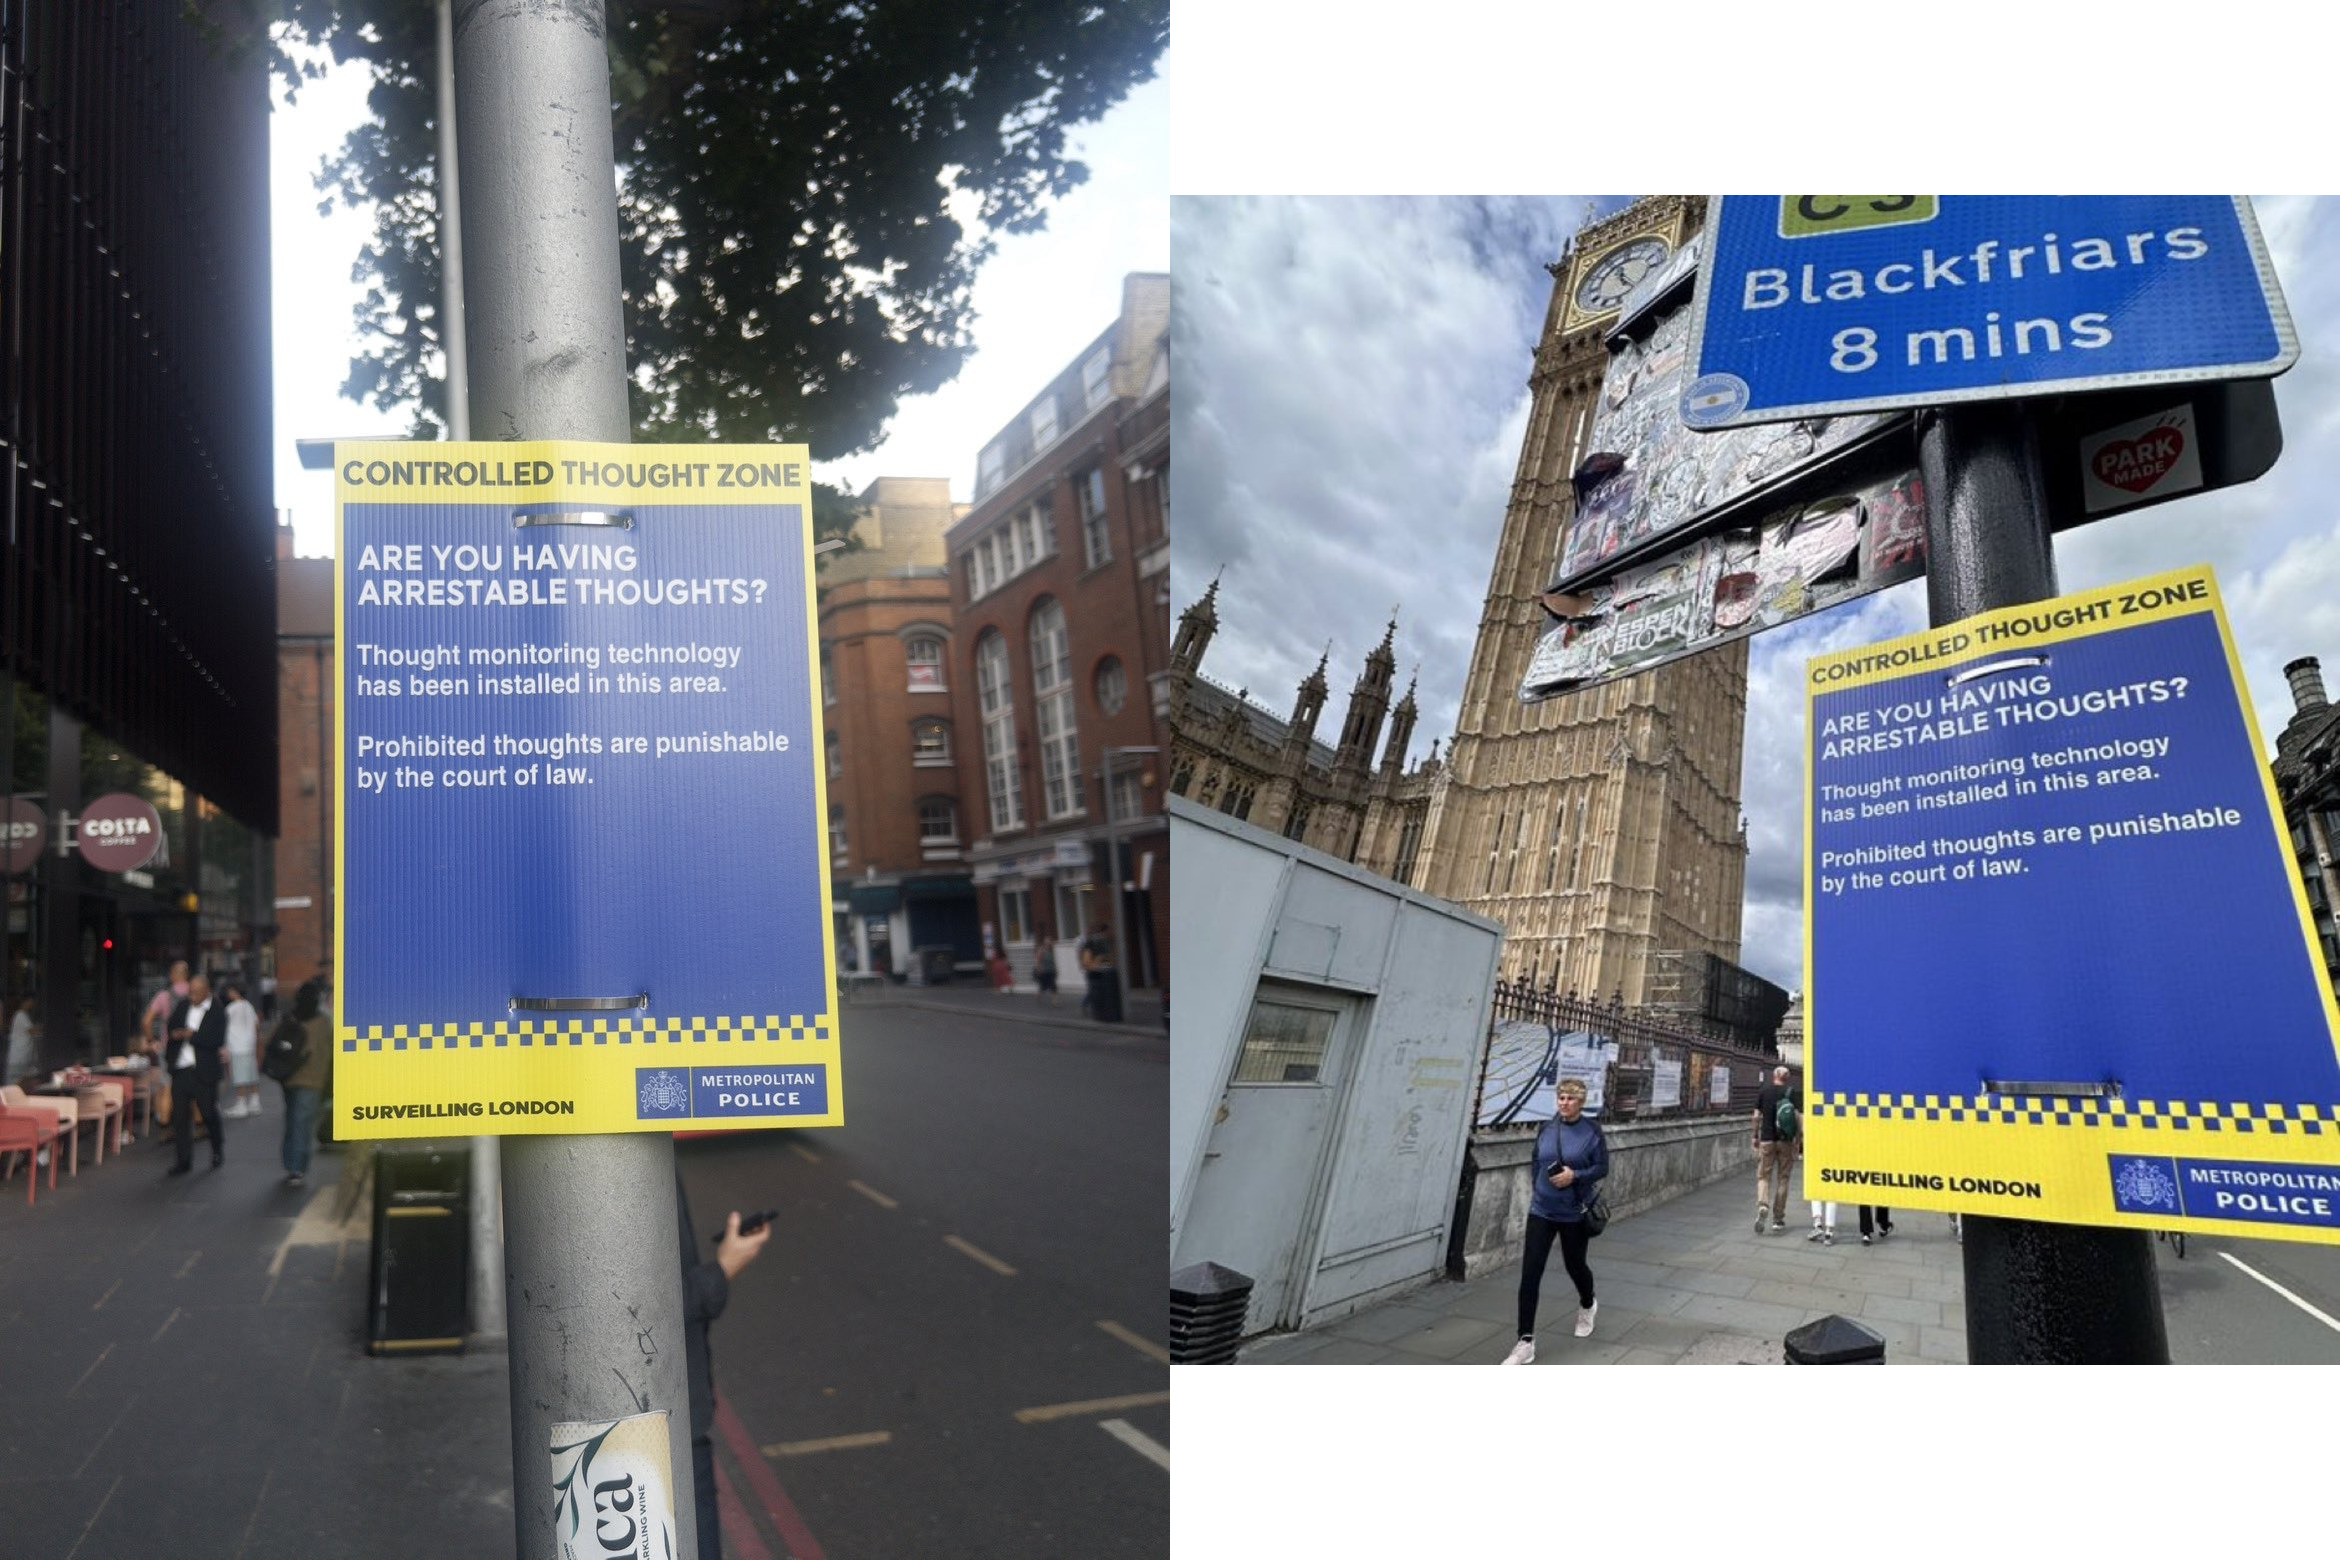 CONTROLLED THOUGHT ZONE
ARE YOU HAVING
ARRESTABLE THOUGHTS?
Thought monitoring technology
has been installed in this area.
Prohibited thoughts are punishable
by the court of law.
SURVEILLING LONDON
METROPOLITAN
POLICE
COSTA
COFFEE
Blackfriars
8 mins
PARK
MADE
ESPEN
BLOCK
CONTROLLED THOUGHT ZONE
ARE YOU HAVING
ARRESTABLE THOUGHTS?
Thought monitoring technology
has been installed in this area.
Prohibited thoughts are punishable
by the court of law.
SURVEILLING LONDON
METROPOLITAN
POLICE